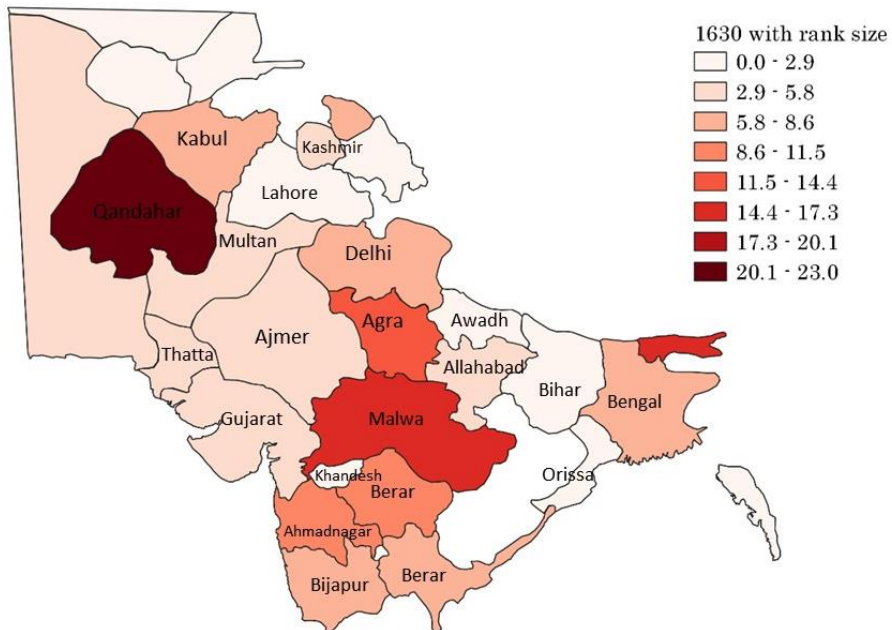 1630 with rank size
0.0 - 2.9
2.9 - 5.8
5.8 - 8.6
8.6 - 11.5
11.5 - 14.4
14.4 - 17.3
17.3 - 20.1
20.1 - 23.0
Kabul
Kashmir
Lahore
Qandahar
Multan
Delhi
Agra
Awadh
Ajmer
Thatta
Allahabad
Bihar
Bengal
Gujarat
Malwa
Khandesh
Orissa
Berar
Ahmadnagar
Bijapur
Berar